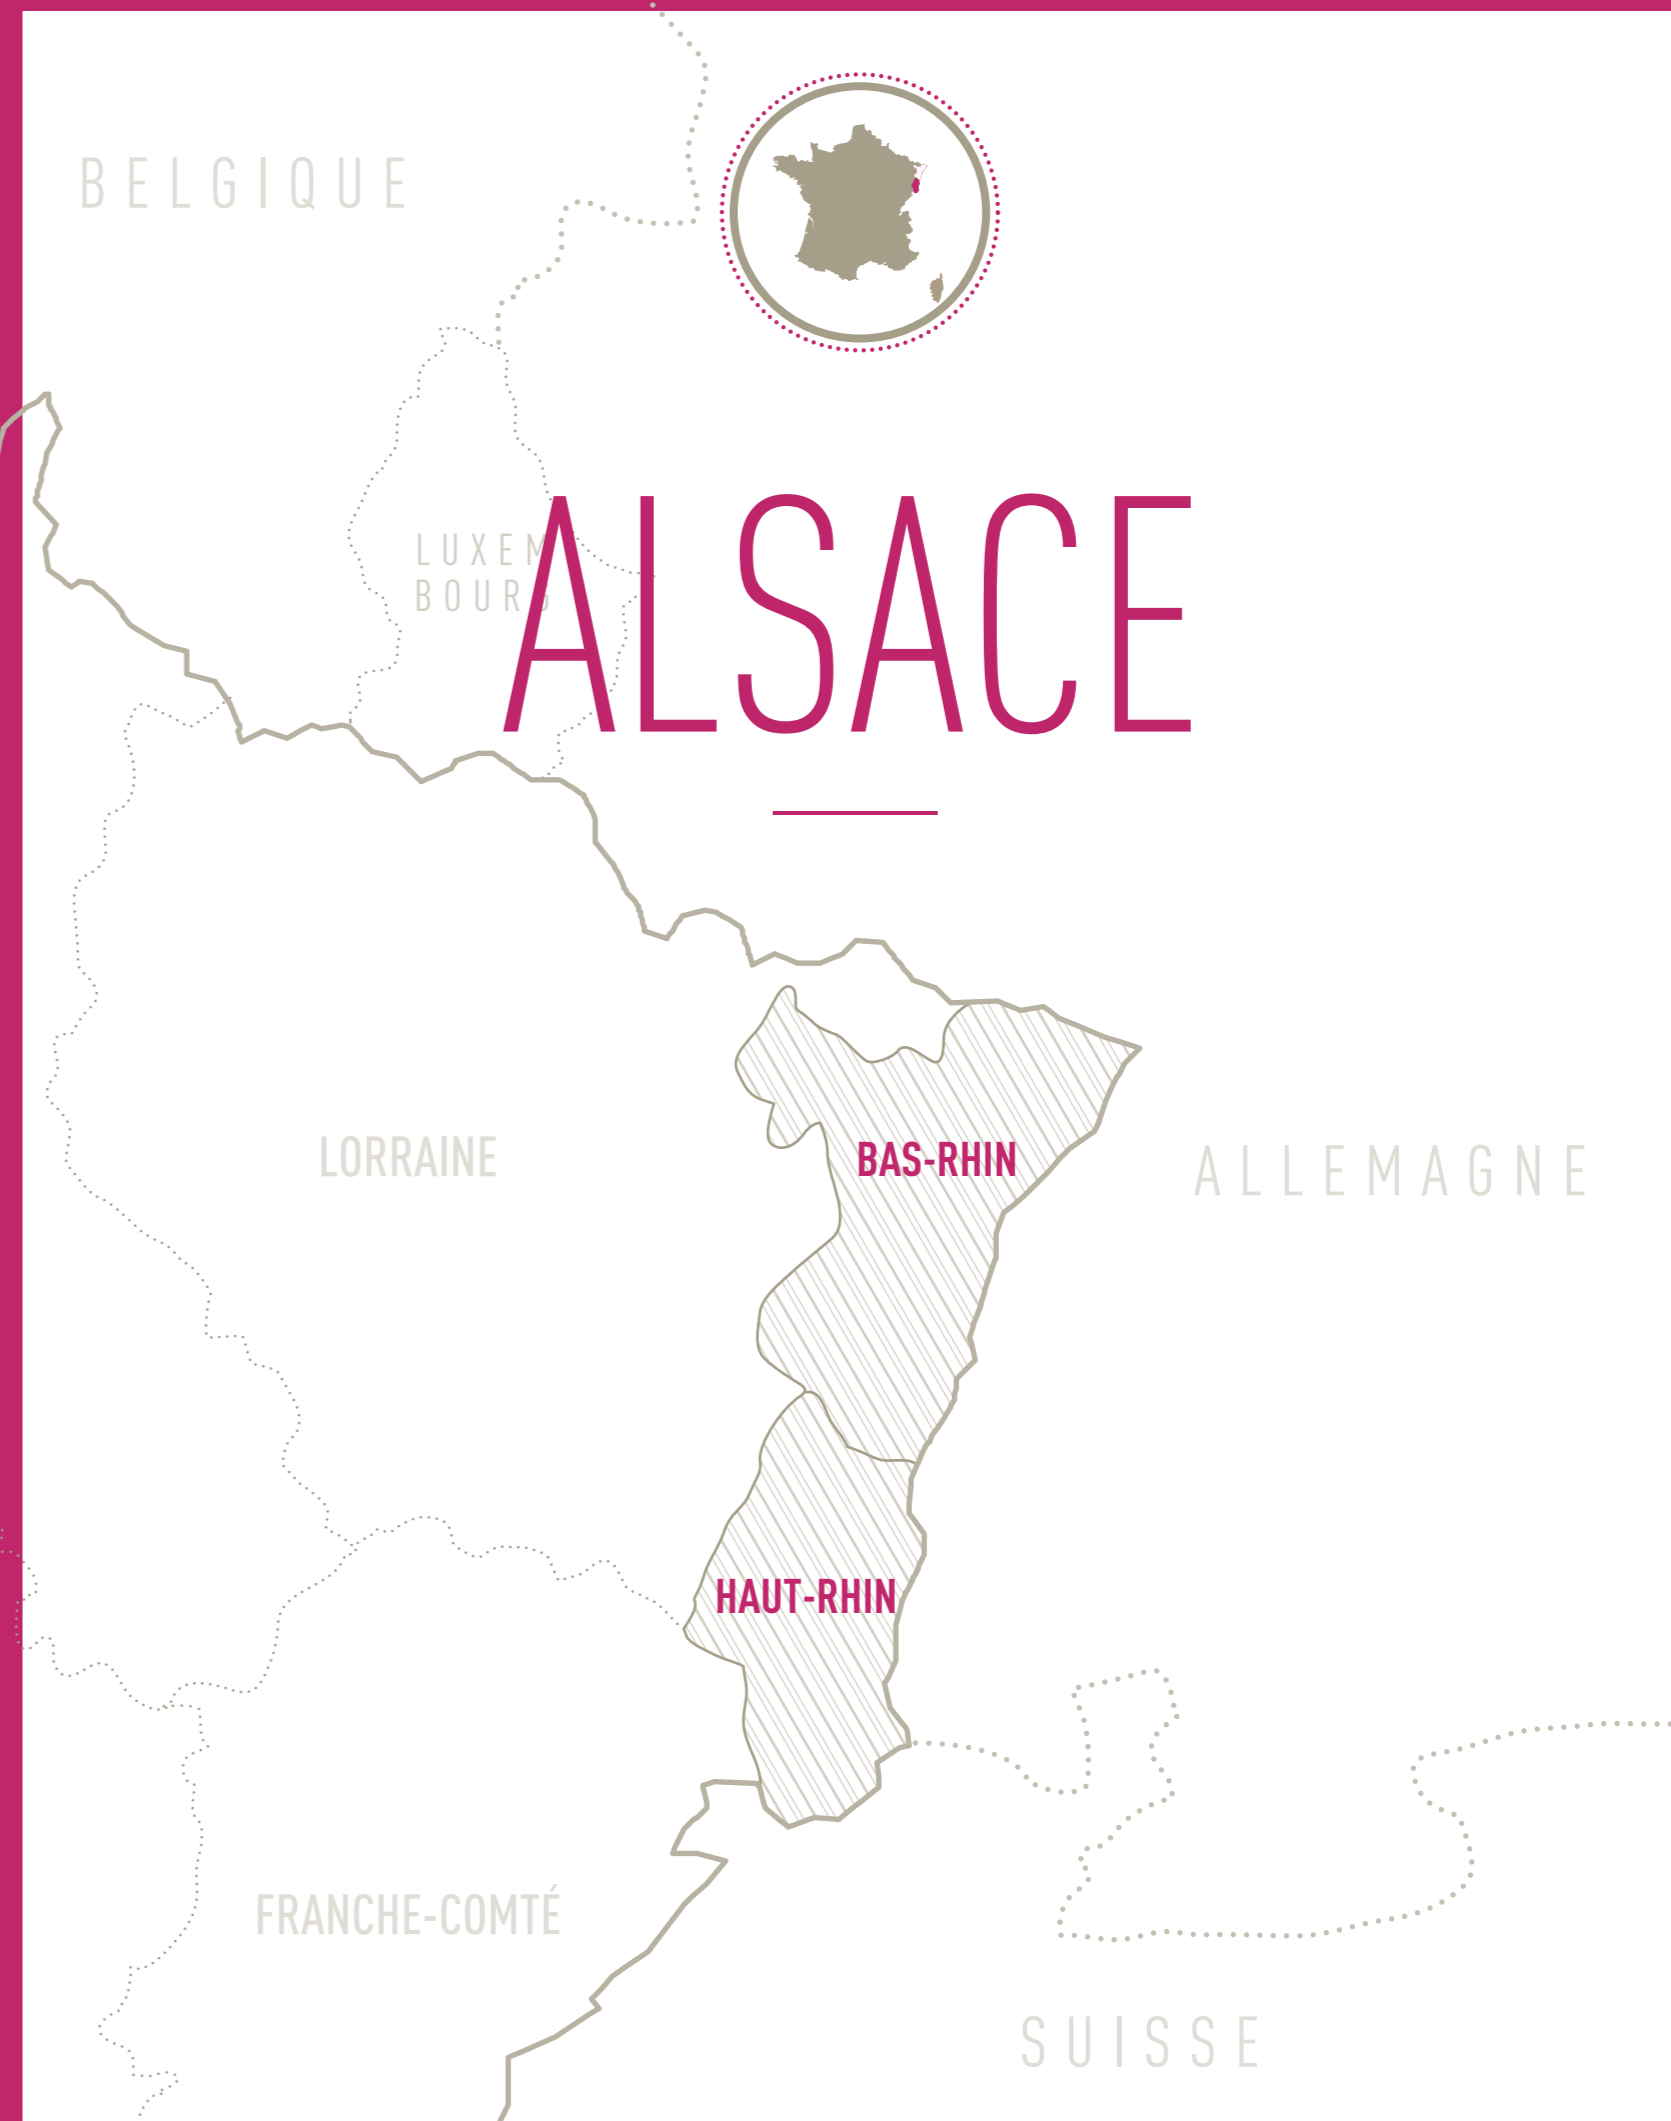 BELGIQUE
LUXEM
BOURG
ALSACE
LORRAINE
BAS-RHIN
ALLEMAGNE
HAUT-RHIN
FRANCHE-COMTÉ
SUISSE